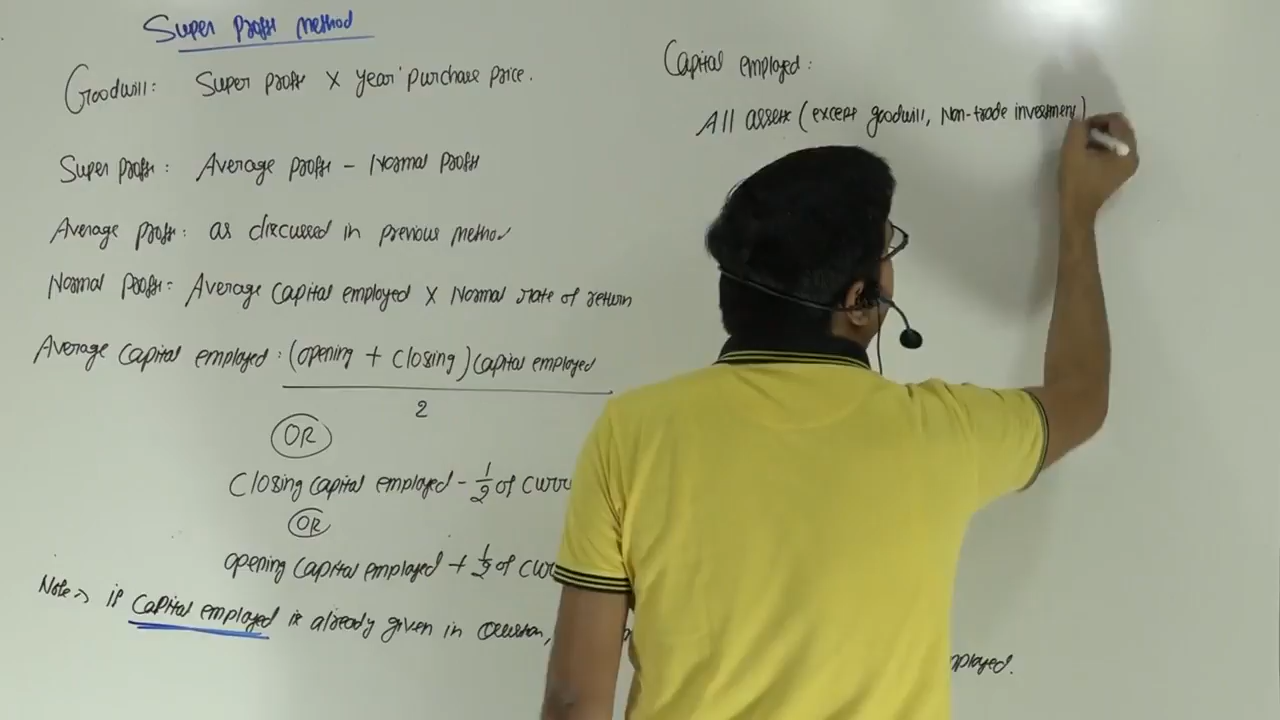 Super Profit Method
Goodwill: Super profit × year' purchase price.
Super profit: Average profit – Normal profit
Average profit: as discussed in previous method
Normal profit: Average capital employed × Normal rate of return
Average capital employed: (opening + closing) capital employed
2
OR
Closing capital employed – 1/2 of
OR
opening capital employed + 1/2 of
Note → if capital employed is already given in Question,
Capital employed:
All assets (except goodwill, Non-trade investment)